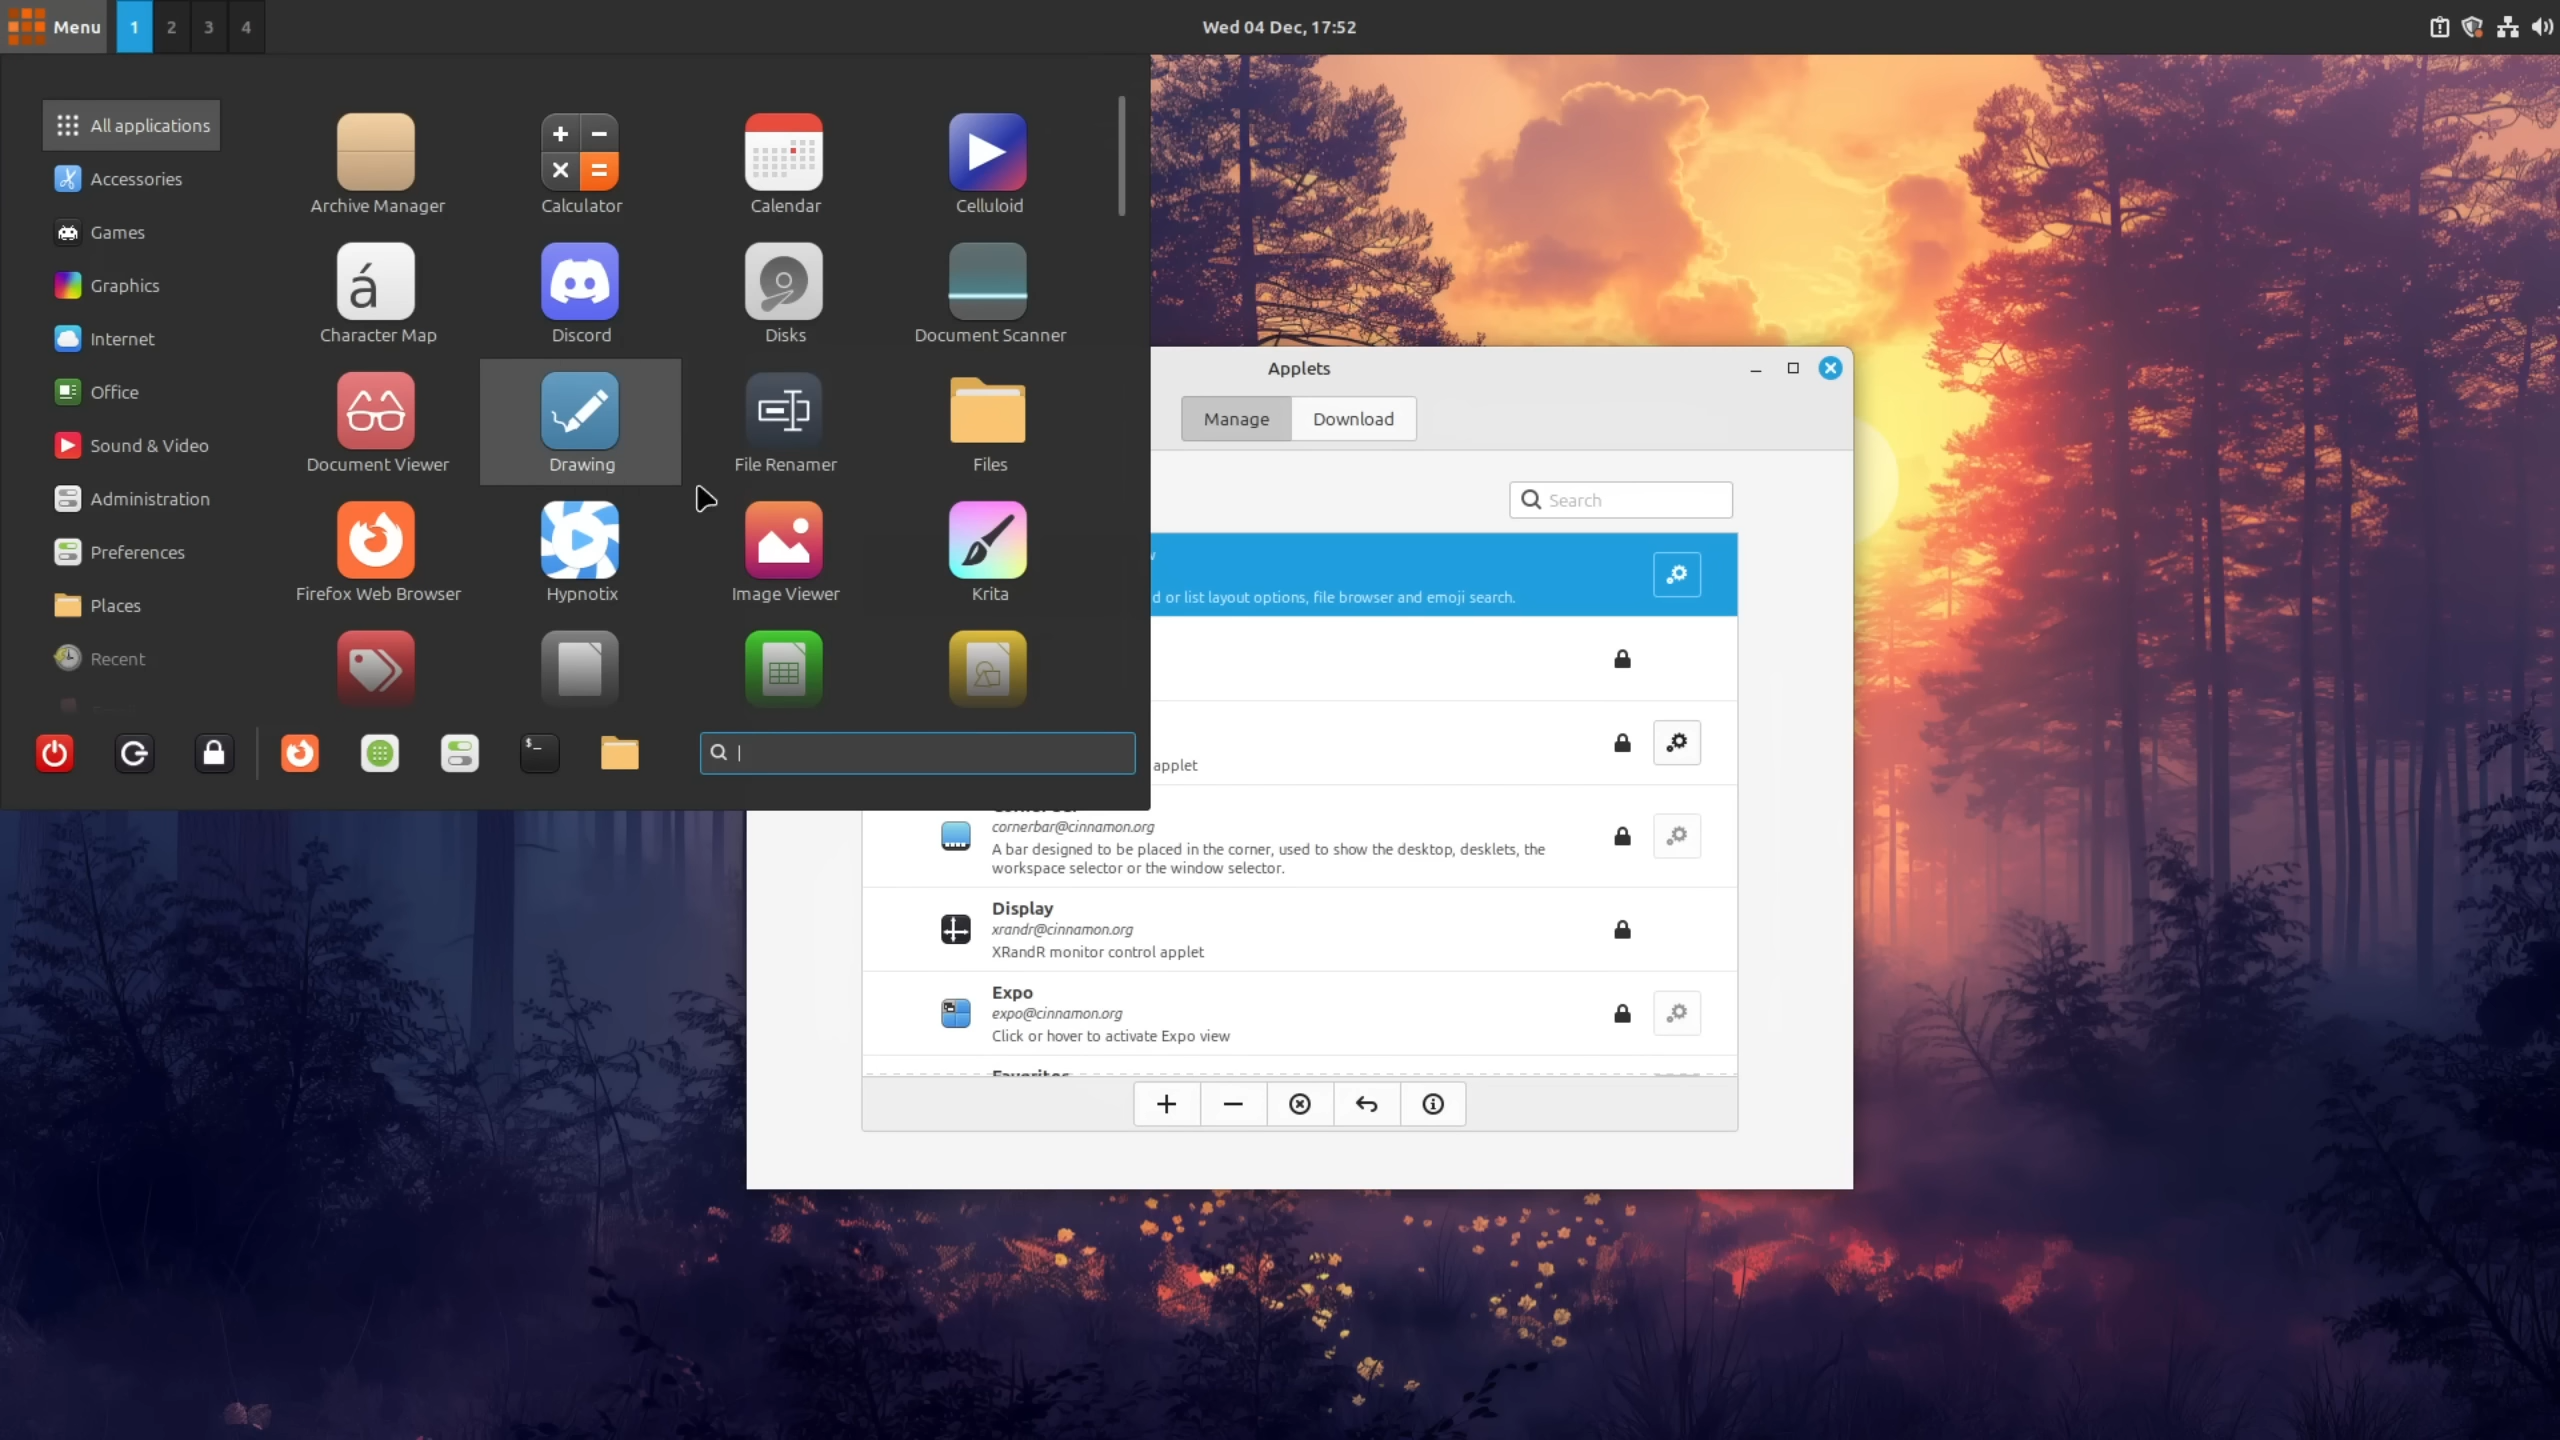 Menu
1
2
3
4
Wed 04 Dec, 17:52
All applications
Accessories
Games
Graphics
Internet
Office
Sound & Video
Administration
Preferences
Places
Recent
Archive Manager
Calculator
Calendar
Celluloid
á
Character Map
Discord
Disks
Document Scanner
Document Viewer
Drawing
File Renamer
Files
Firefox Web Browser
Hypnotix
Image Viewer
Krita
$_
Applets
Manage
Download
Search
d or list layout options, file browser and emoji search.
applet
cornerbar@cinnamon.org
A bar designed to be placed in the corner, used to show the desktop, desklets, the
workspace selector or the window selector.
Display
xrandr@cinnamon.org
XRandR monitor control applet
Expo
expo@cinnamon.org
Click or hover to activate Expo view
Favorites